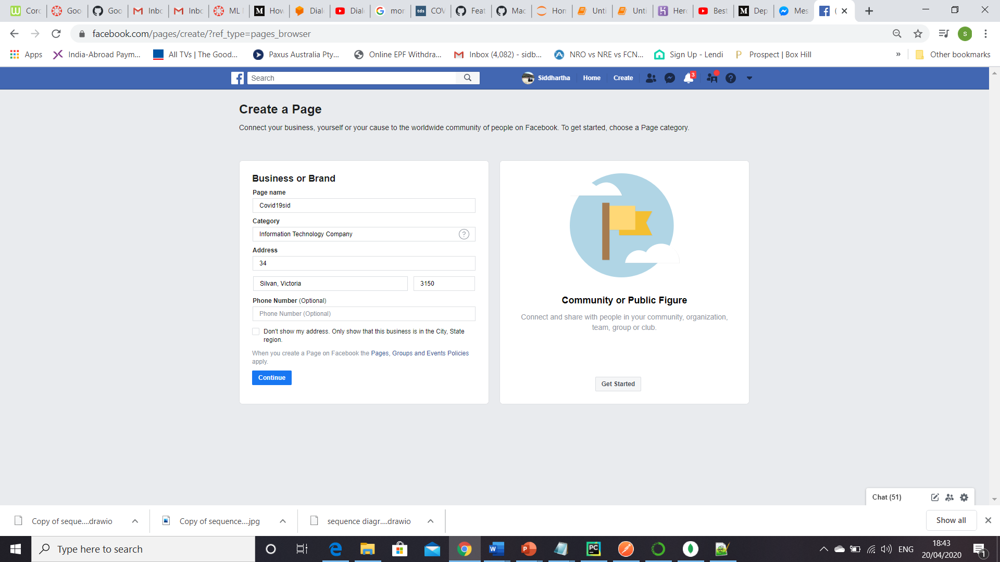 Corc
Goo
Goo
Inbc
Inbc
ML
How
Dial
Dial
mor
tds
COV
Feat
Mac
Hon
Unti
Unti
Hero
Best
Dep
Mes
(
facebook.com/pages/create/?ref_type=pages_browser
s
Apps
India-Abroad Paym...
All TVs | The Good...
Paxus Australia Pty...
Online EPF Withdra...
Inbox (4,082) - sidb...
NRO vs NRE vs FCN...
Sign Up - Lendi
Prospect | Box Hill
»
Other bookmarks
Search
Siddhartha
Home
Create
3
Create a Page
Connect your business, yourself or your cause to the worldwide community of people on Facebook. To get started, choose a Page category.
Business or Brand
Page name
Covid19sid
Category
Information Technology Company
?
Address
34
Silvan, Victoria
3150
Phone Number (Optional)
Phone Number (Optional)
Don't show my address. Only show that this business is in the City, State
region.
When you create a Page on Facebook the Pages, Groups and Events Policies
apply.
Continue
Community or Public Figure
Connect and share with people in your community, organization,
team, group or club.
Get Started
Chat (51)
Copy of seque....drawio
Copy of sequence....jpg
sequence diagr....drawio
Show all
Type here to search
ENG
18:43
20/04/2020
1